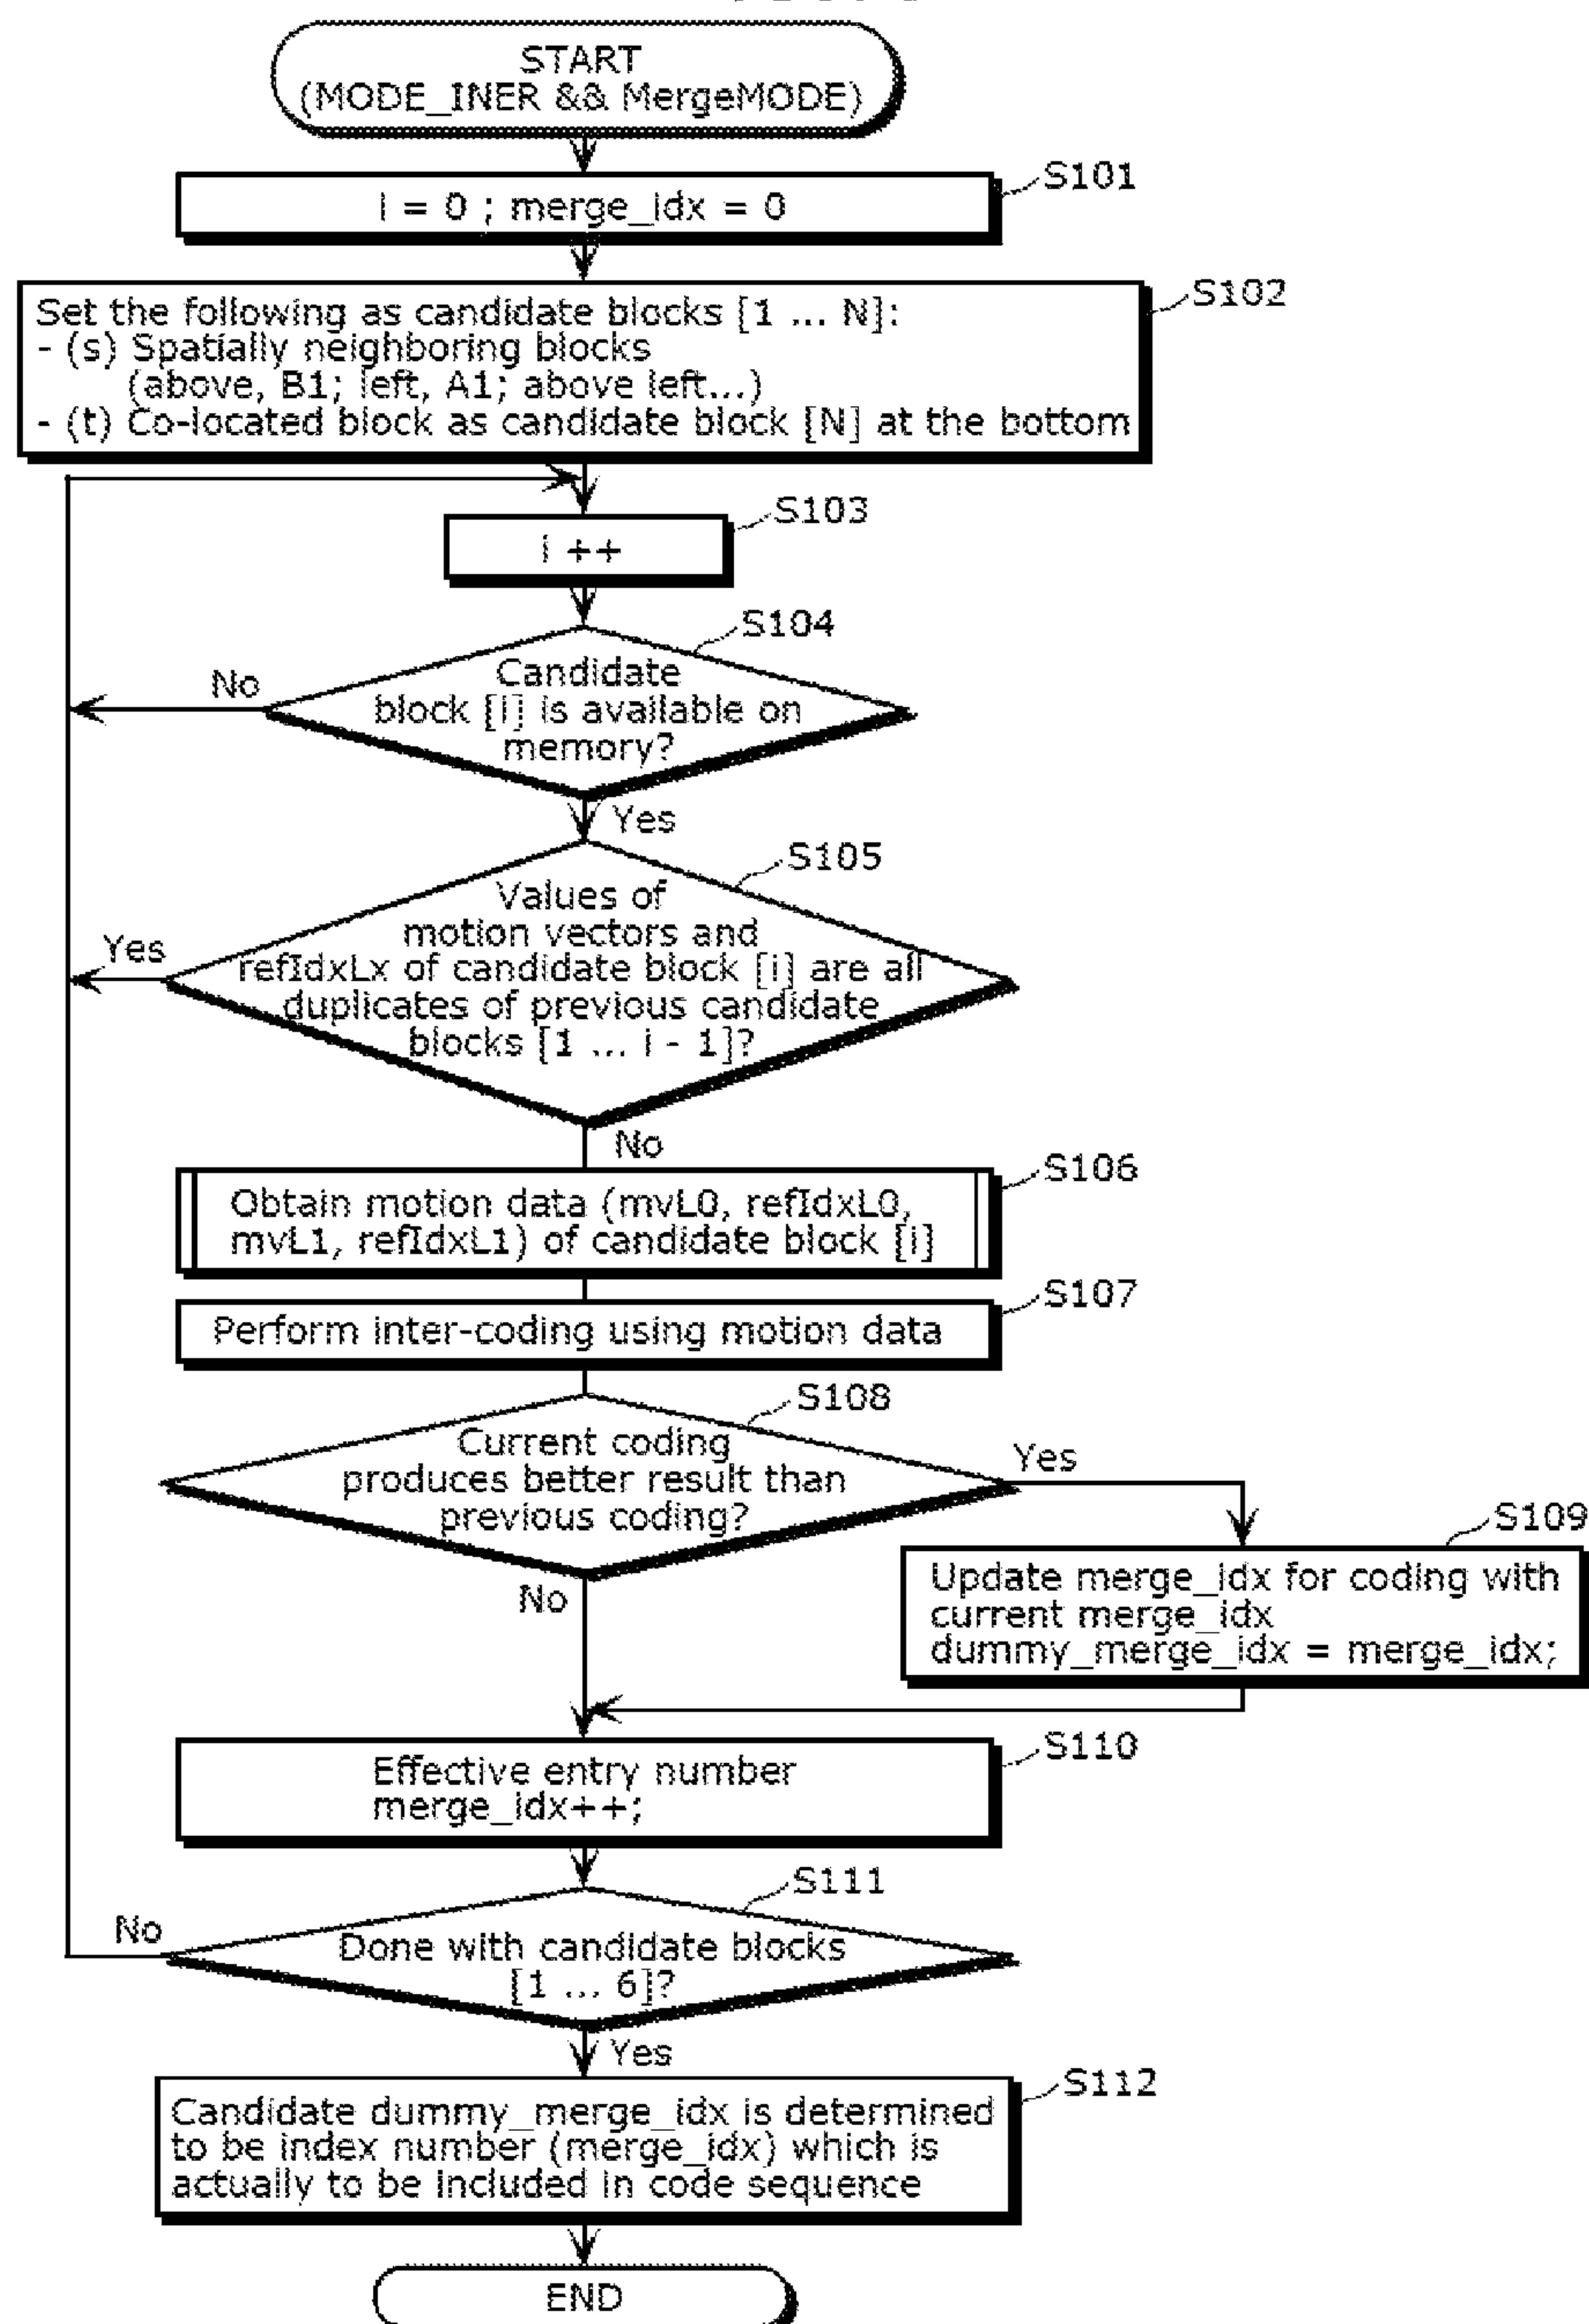 START
(MODE_INER && MergeMODE)
S101
i = 0 ; merge_idx = 0
S102
Set the following as candidate blocks [1 ... N]:
- (s) Spatially neighboring blocks
(above, B1; left, A1; above left...)
- (t) Co-located block as candidate block [N] at the bottom
S103
i ++
S104
Candidate
block [i] is available on
memory?
No
Yes
S105
Values of
motion vectors and
refIdxLx of candidate block [i] are all
duplicates of previous candidate
blocks [1 ... i - 1]?
Yes
No
S106
Obtain motion data (mvL0, refIdxL0,
mvL1, refIdxL1) of candidate block [i]
S107
Perform inter-coding using motion data
S108
Current coding
produces better result than
previous coding?
Yes
No
S109
Update merge_idx for coding with
current merge_idx
dummy_merge_idx = merge_idx;
S110
Effective entry number
merge_idx++;
S111
Done with candidate blocks
[1 ... 6]?
No
Yes
S112
Candidate dummy_merge_idx is determined
to be index number (merge_idx) which is
actually to be included in code sequence
END